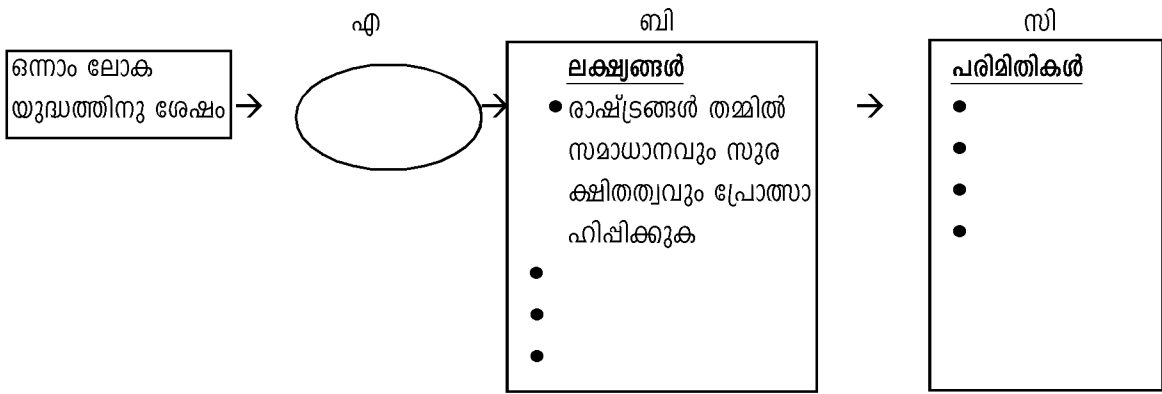 എ
ബി
സി
ഒന്നാം ലോക
യുദ്ധത്തിനു ശേഷം
ലക്ഷ്യങ്ങൾ
● രാഷ്ട്രങ്ങൾ തമ്മിൽ
സമാധാനവും സുര
ക്ഷിതത്വവും പ്രോത്സാ
ഹിപ്പിക്കുക
പരിമിതികൾ